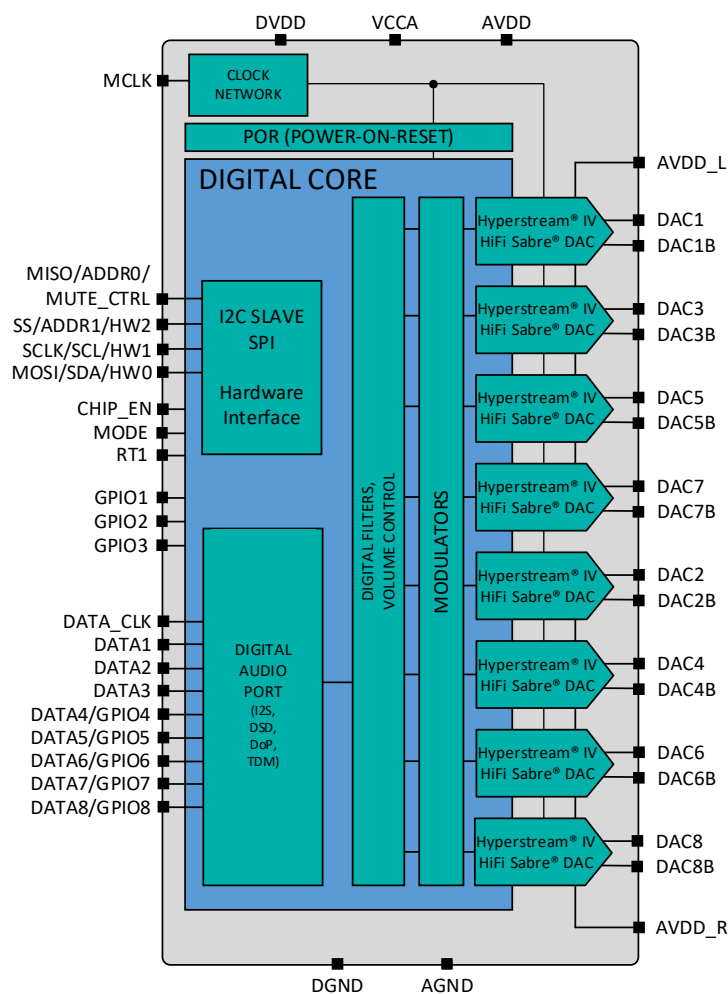 DVDD
VCCA
AVDD
MCLK
CLOCK
NETWORK
POR (POWER-ON-RESET)
DIGITAL CORE
MISO/ADDR0/
MUTE_CTRL
SS/ADDR1/HW2
SCLK/SCL/HW1
MOSI/SDA/HW0
CHIP_EN
MODE
RT1
GPIO1
GPIO2
GPIO3
DATA_CLK
DATA1
DATA2
DATA3
DATA4/GPIO4
DATA5/GPIO5
DATA6/GPIO6
DATA7/GPIO7
DATA8/GPIO8
I2C SLAVE
SPI
Hardware
Interface
DIGITAL
AUDIO
PORT
(I2S,
DSD,
DoP,
TDM)
DIGITAL FILTERS,
VOLUME CONTROL
MODULATORS
Hyperstream® IV
HiFi Sabre® DAC
Hyperstream® IV
HiFi Sabre® DAC
Hyperstream® IV
HiFi Sabre® DAC
Hyperstream® IV
HiFi Sabre® DAC
Hyperstream® IV
HiFi Sabre® DAC
Hyperstream® IV
HiFi Sabre® DAC
Hyperstream® IV
HiFi Sabre® DAC
Hyperstream® IV
HiFi Sabre® DAC
AVDD_L
DAC1
DAC1B
DAC3
DAC3B
DAC5
DAC5B
DAC7
DAC7B
DAC2
DAC2B
DAC4
DAC4B
DAC6
DAC6B
DAC8
DAC8B
AVDD_R
DGND
AGND